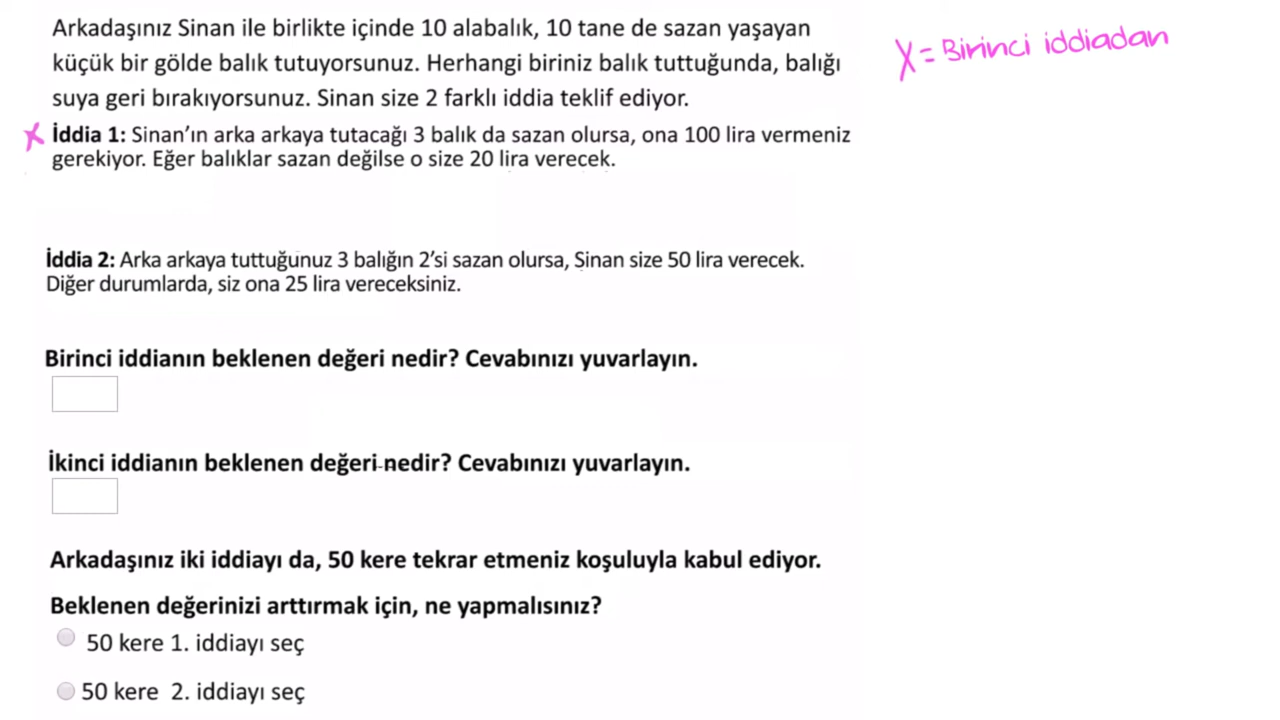 Arkadaşınız Sinan ile birlikte içinde 10 alabalık, 10 tane de sazan yaşayan
küçük bir gölde balık tutuyorsunuz. Herhangi biriniz balık tuttuğunda, balığı
suya geri bırakıyorsunuz. Sinan size 2 farklı iddia teklif ediyor.
X = Birinci iddiadan
X İddia 1: Sinan'ın arka arkaya tutacağı 3 balık da sazan olursa, ona 100 lira vermeniz
gerekiyor. Eğer balıklar sazan değilse o size 20 lira verecek.
İddia 2: Arka arkaya tuttuğunuz 3 balığın 2'si sazan olursa, Sinan size 50 lira verecek.
Diğer durumlarda, siz ona 25 lira vereceksiniz.
Birinci iddianın beklenen değeri nedir? Cevabınızı yuvarlayın.
İkinci iddianın beklenen değeri nedir? Cevabınızı yuvarlayın.
Arkadaşınız iki iddiayı da, 50 kere tekrar etmeniz koşuluyla kabul ediyor.
Beklenen değerinizi arttırmak için, ne yapmalısınız?
50 kere 1. iddiayı seç
50 kere 2. iddiayı seç